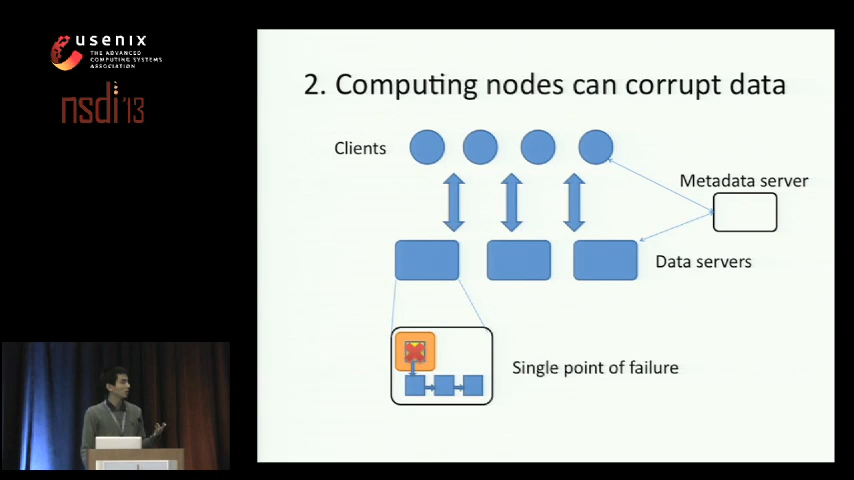 usenix
THE ADVANCED
COMPUTING SYSTEMS
ASSOCIATION
nsdi '13
2. Computing nodes can corrupt data
Clients
Metadata server
Data servers
Single point of failure